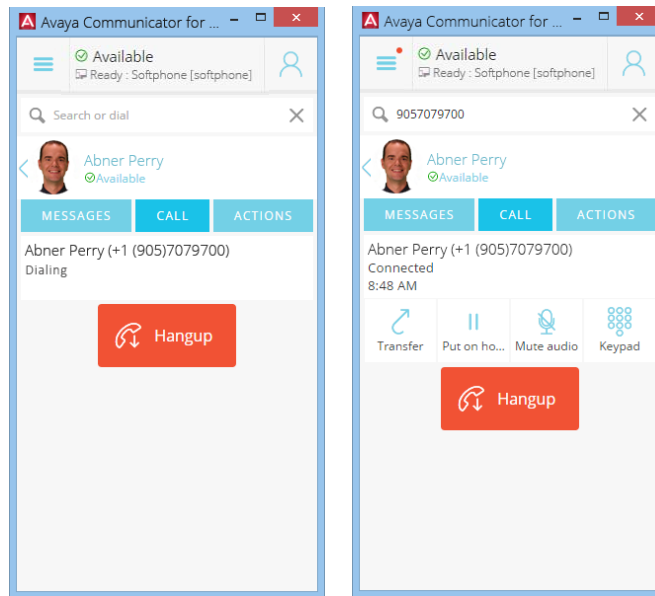 Avaya Communicator for ...
Available
Ready : Softphone [softphone]
Search or dial
Abner Perry
Available
MESSAGES CALL ACTIONS
Abner Perry (+1 (905)7079700)
Dialing
Hangup
Avaya Communicator for ...
Available
Ready : Softphone [softphone]
9057079700
Abner Perry
Available
MESSAGES CALL ACTIONS
Abner Perry (+1 (905)7079700)
Connected
8:48 AM
Transfer Put on ho... Mute audio Keypad
Hangup